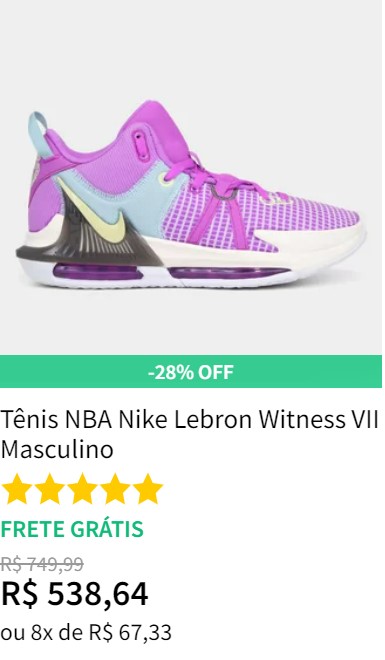 -28% OFF
Tênis NBA Nike Lebron Witness VII
Masculino
FRETE GRÁTIS
R$ 749,99
R$ 538,64
ou 8x de R$ 67,33